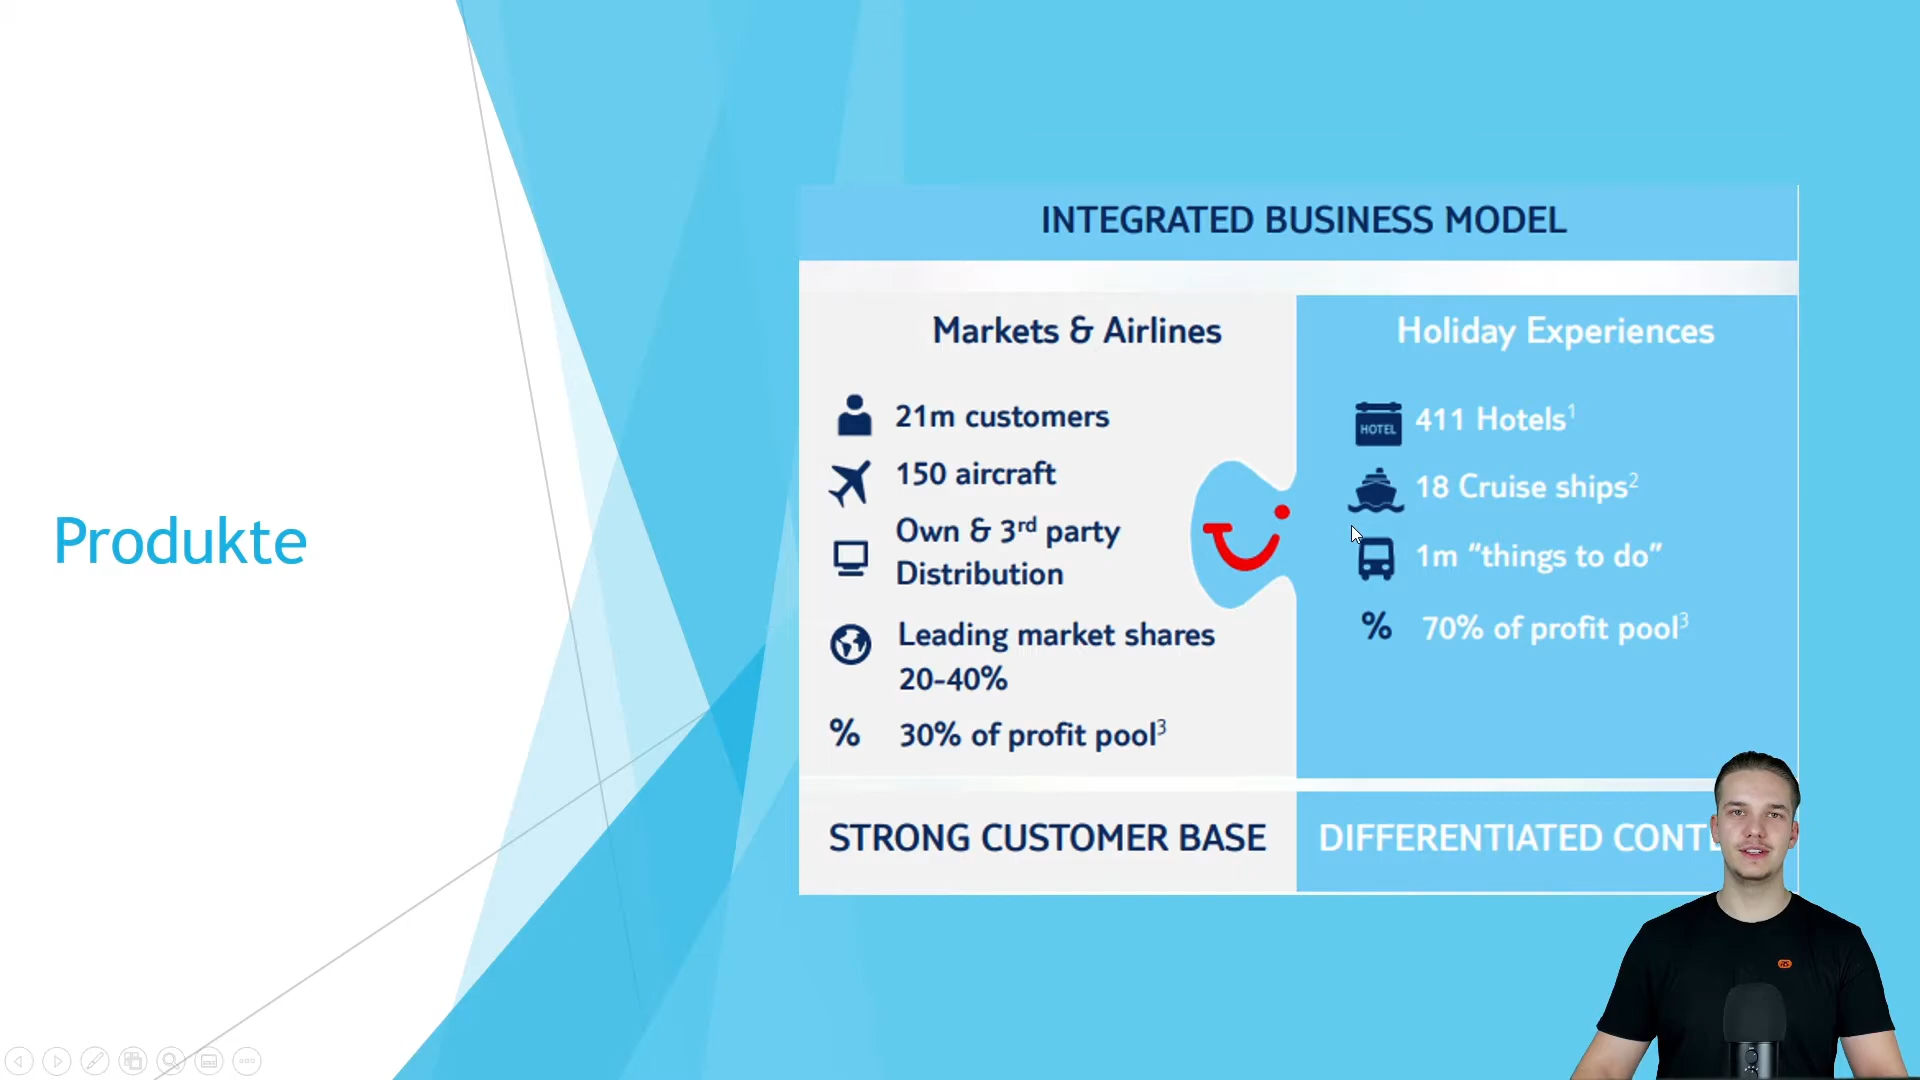 Produkte
INTEGRATED BUSINESS MODEL
Markets & Airlines
21m customers
150 aircraft
Own & 3rd party
Distribution
Leading market shares
20-40%
% 30% of profit pool3
STRONG CUSTOMER BASE
Holiday Experiences
HOTEL 411 Hotels1
18 Cruise ships2
1m “things to do”
% 70% of profit pool3
DIFFERENTIATED CONT